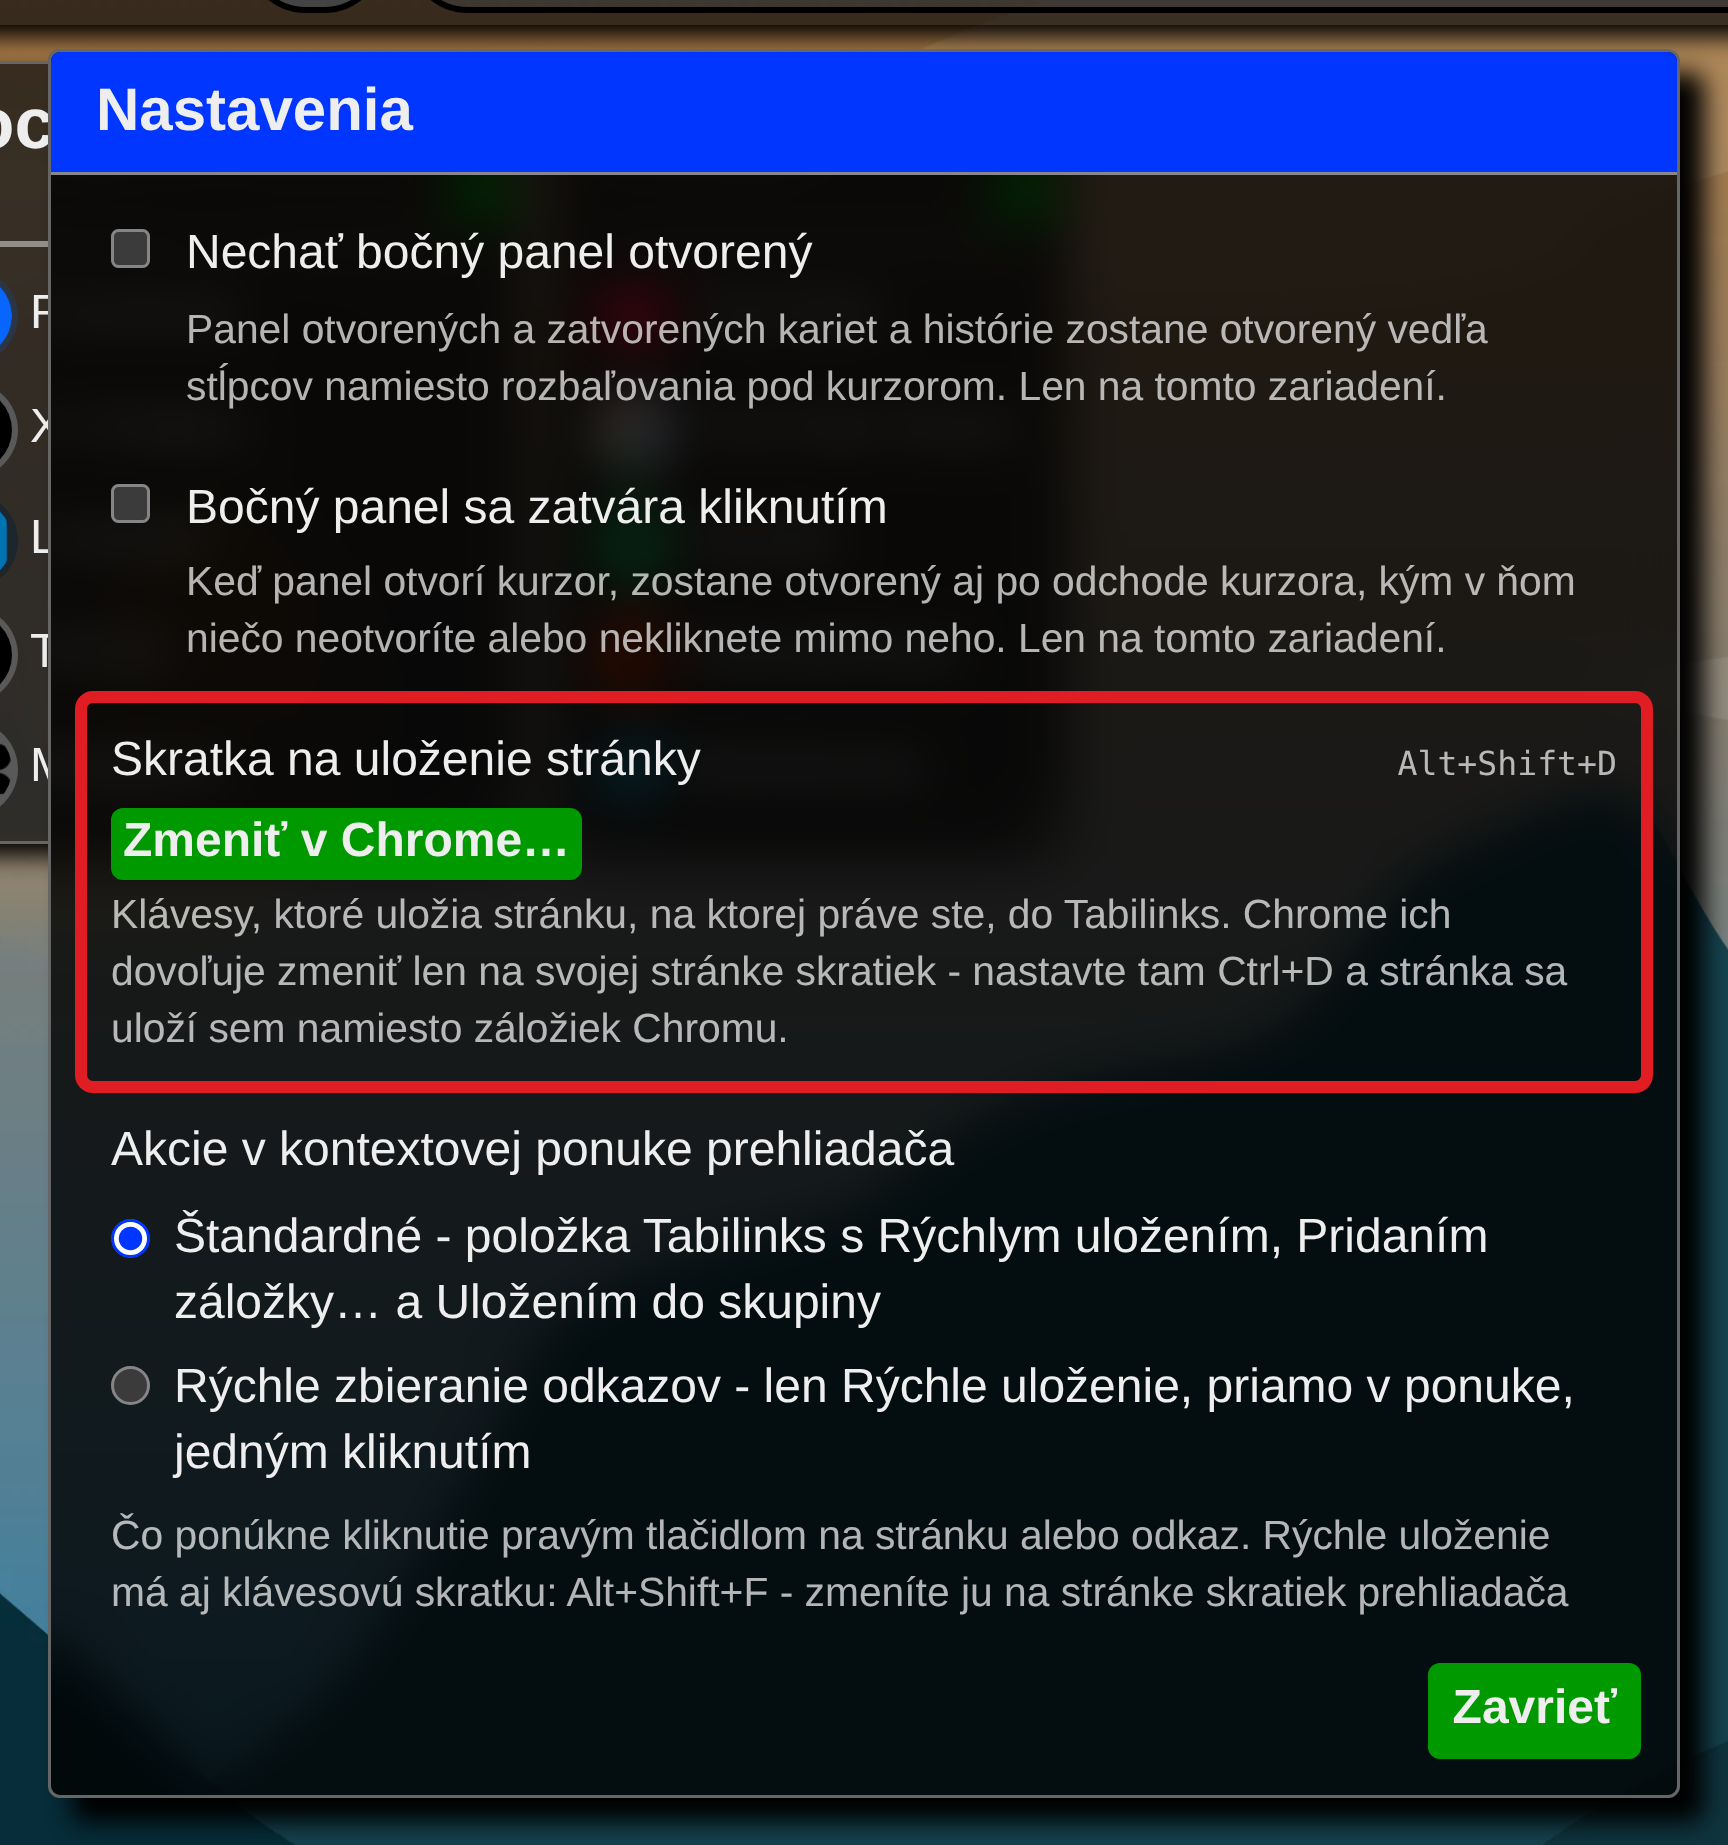 Nastavenia
Nechať bočný panel otvorený
Panel otvorených a zatvorených kariet a histórie zostane otvorený vedľa
stĺpcov namiesto rozbaľovania pod kurzorom. Len na tomto zariadení.
Bočný panel sa zatvára kliknutím
Keď panel otvorí kurzor, zostane otvorený aj po odchode kurzora, kým v ňom
niečo neotvoríte alebo nekliknete mimo neho. Len na tomto zariadení.
Skratka na uloženie stránky
Alt+Shift+D
Zmeniť v Chrome…
Klávesy, ktoré uložia stránku, na ktorej práve ste, do Tabilinks. Chrome ich
dovoľuje zmeniť len na svojej stránke skratiek - nastavte tam Ctrl+D a stránka sa
uloží sem namiesto záložiek Chromu.
Akcie v kontextovej ponuke prehliadača
Štandardné - položka Tabilinks s Rýchlym uložením, Pridaním
záložky… a Uložením do skupiny
Rýchle zbieranie odkazov - len Rýchle uloženie, priamo v ponuke,
jedným kliknutím
Čo ponúkne kliknutie pravým tlačidlom na stránku alebo odkaz. Rýchle uloženie
má aj klávesovú skratku: Alt+Shift+F - zmeníte ju na stránke skratiek prehliadača
Zavrieť